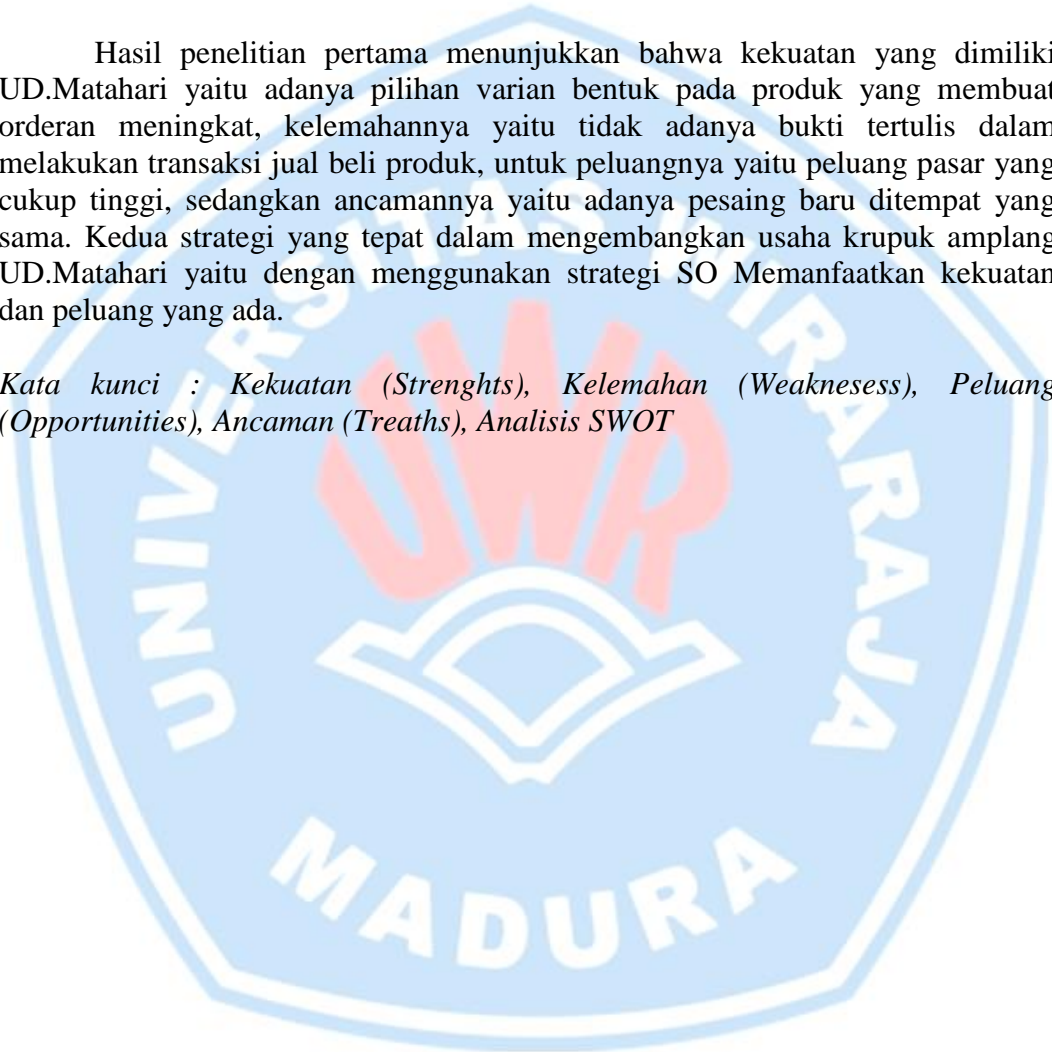 Hasil penelitian pertama menunjukkan bahwa kekuatan yang dimiliki
UD.Matahari yaitu adanya pilihan varian bentuk pada produk yang membuat
orderan meningkat, kelemahannya yaitu tidak adanya bukti tertulis dalam
melakukan transaksi jual beli produk, untuk peluangnya yaitu peluang pasar yang
cukup tinggi, sedangkan ancamannya yaitu adanya pesaing baru ditempat yang
sama. Kedua strategi yang tepat dalam mengembangkan usaha krupuk amplang
UD.Matahari yaitu dengan menggunakan strategi SO Memanfaatkan kekuatan
dan peluang yang ada.
Kata kunci : Kekuatan (Strenghts), Kelemahan (Weaknesess), Peluang
(Opportunities), Ancaman (Treaths), Analisis SWOT
UNIVERSITAS WIRARAJA
UWR
MADURA